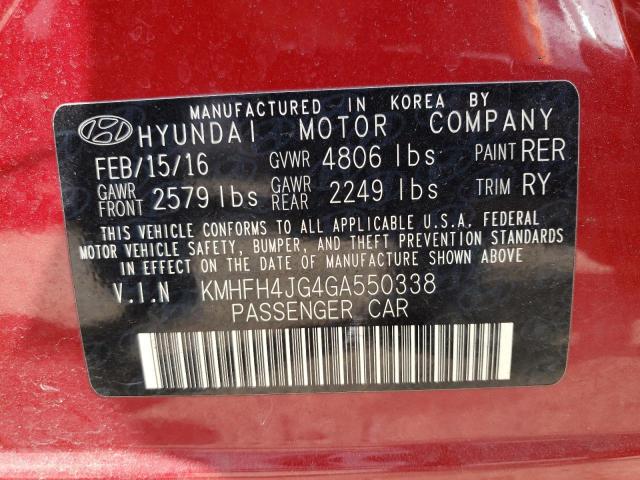 MANUFACTURED IN KOREA BY
HYUNDAI MOTOR COMPANY
FEB/15/16 GVWR 4806 lbs PAINT RER
GAWR FRONT 2579 lbs GAWR REAR 2249 lbs TRIM RY
THIS VEHICLE CONFORMS TO ALL APPLICABLE U.S.A. FEDERAL
MOTOR VEHICLE SAFETY, BUMPER, AND THEFT PREVENTION STANDARDS
IN EFFECT ON THE DATE OF MANUFACTURE SHOWN ABOVE
V.I.N KMHFH4JG4GA550338
PASSENGER CAR